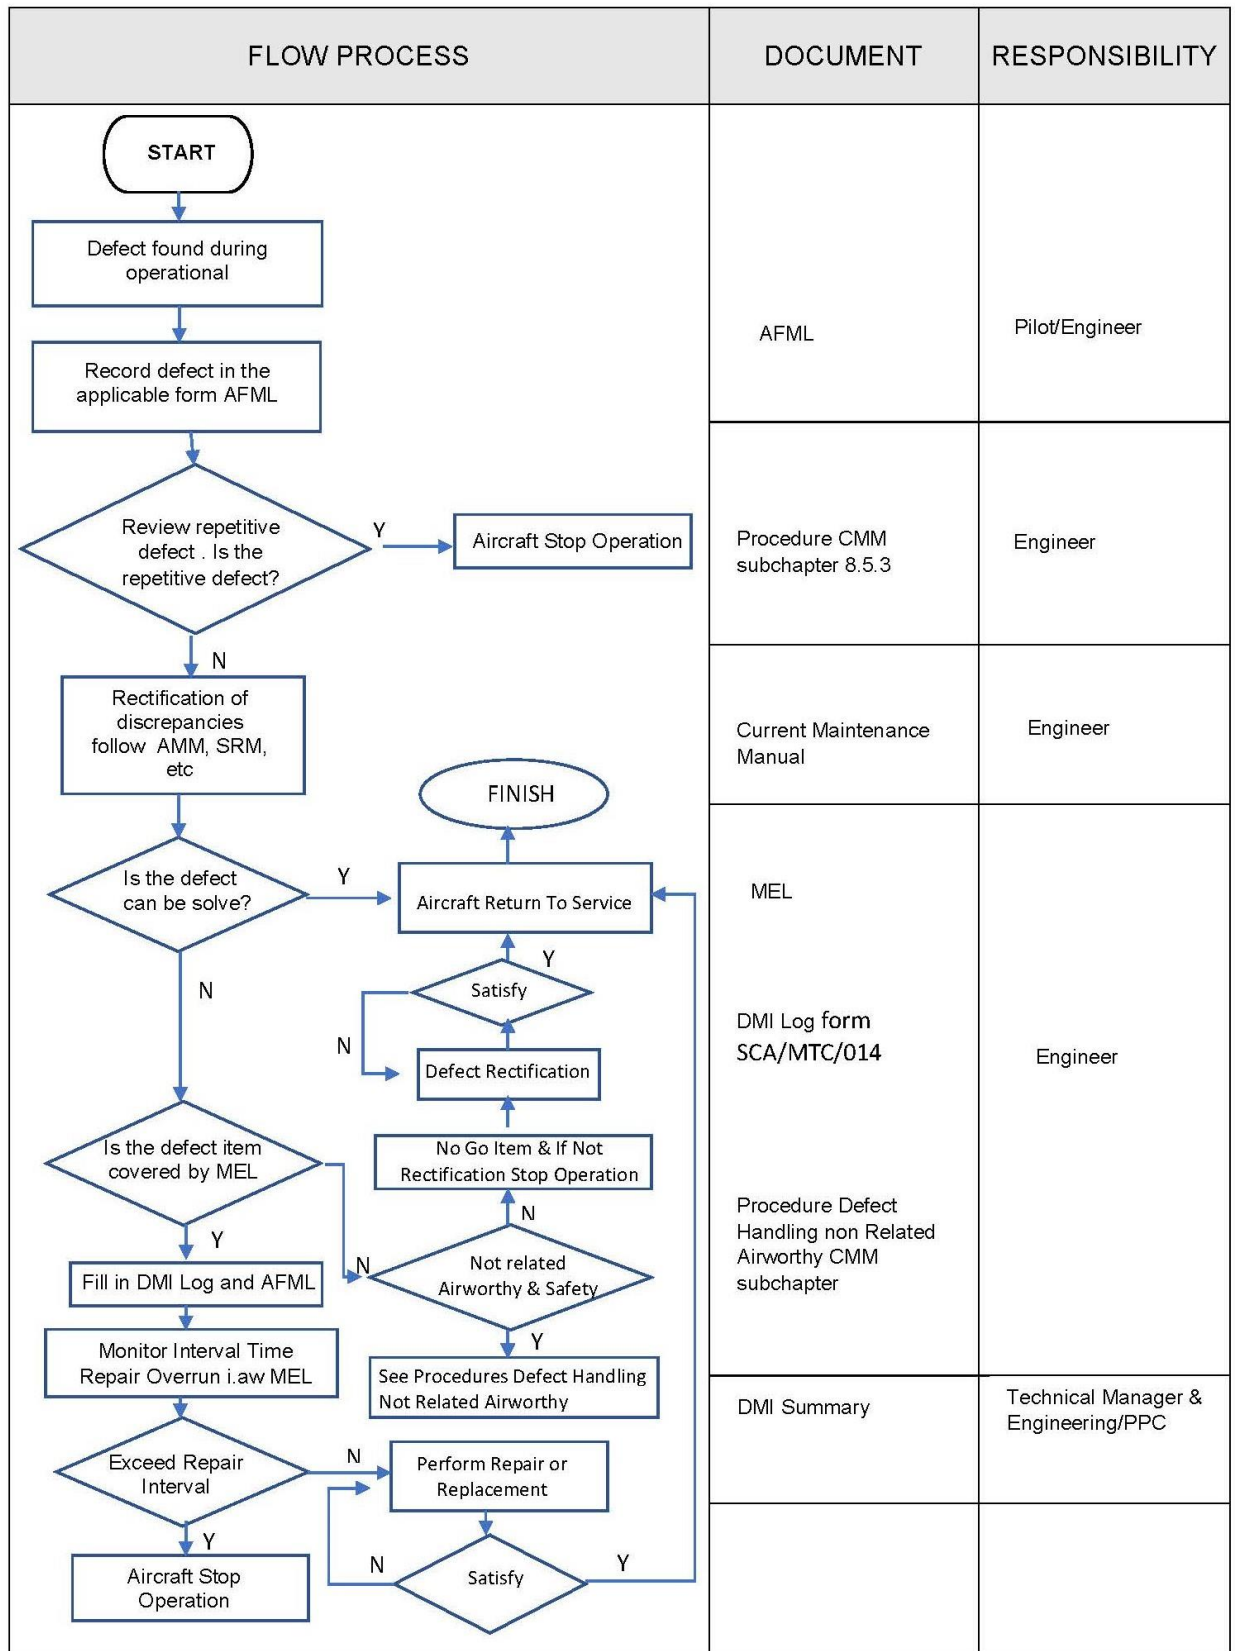 FLOW PROCESS
DOCUMENT
RESPONSIBILITY
START
Defect found during
operational
Record defect in the
applicable form AFML
AFML
Pilot/Engineer
Review repetitive
defect . Is the
repetitive defect?
Y
Aircraft Stop Operation
Procedure CMM
subchapter 8.5.3
Engineer
N
Rectification of
discrepancies
follow AMM, SRM,
etc
Current Maintenance
Manual
Engineer
FINISH
Is the defect
can be solve?
Y
Aircraft Return To Service
MEL
N
Y
Satisfy
N
Defect Rectification
DMI Log form
SCA/MTC/014
Engineer
Is the defect item
covered by MEL
No Go Item & If Not
Rectification Stop Operation
N
N
Not related
Airworthy & Safety
Procedure Defect
Handling non Related
Airworthy CMM
subchapter
Y
Fill in DMI Log and AFML
Y
Monitor Interval Time
Repair Overrun i.aw MEL
See Procedures Defect Handling
Not Related Airworthy
DMI Summary
Technical Manager &
Engineering/PPC
Exceed Repair
Interval
N
Perform Repair or
Replacement
Y
Aircraft Stop
Operation
N
Satisfy
Y